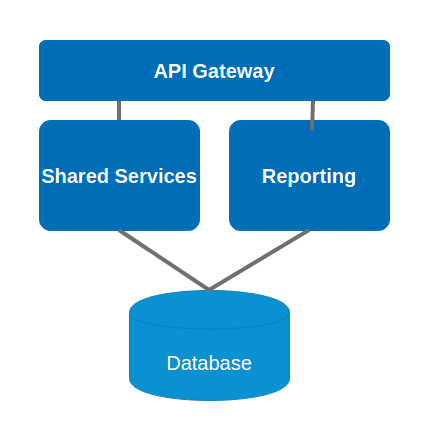 API Gateway
Shared Services
Reporting
Database